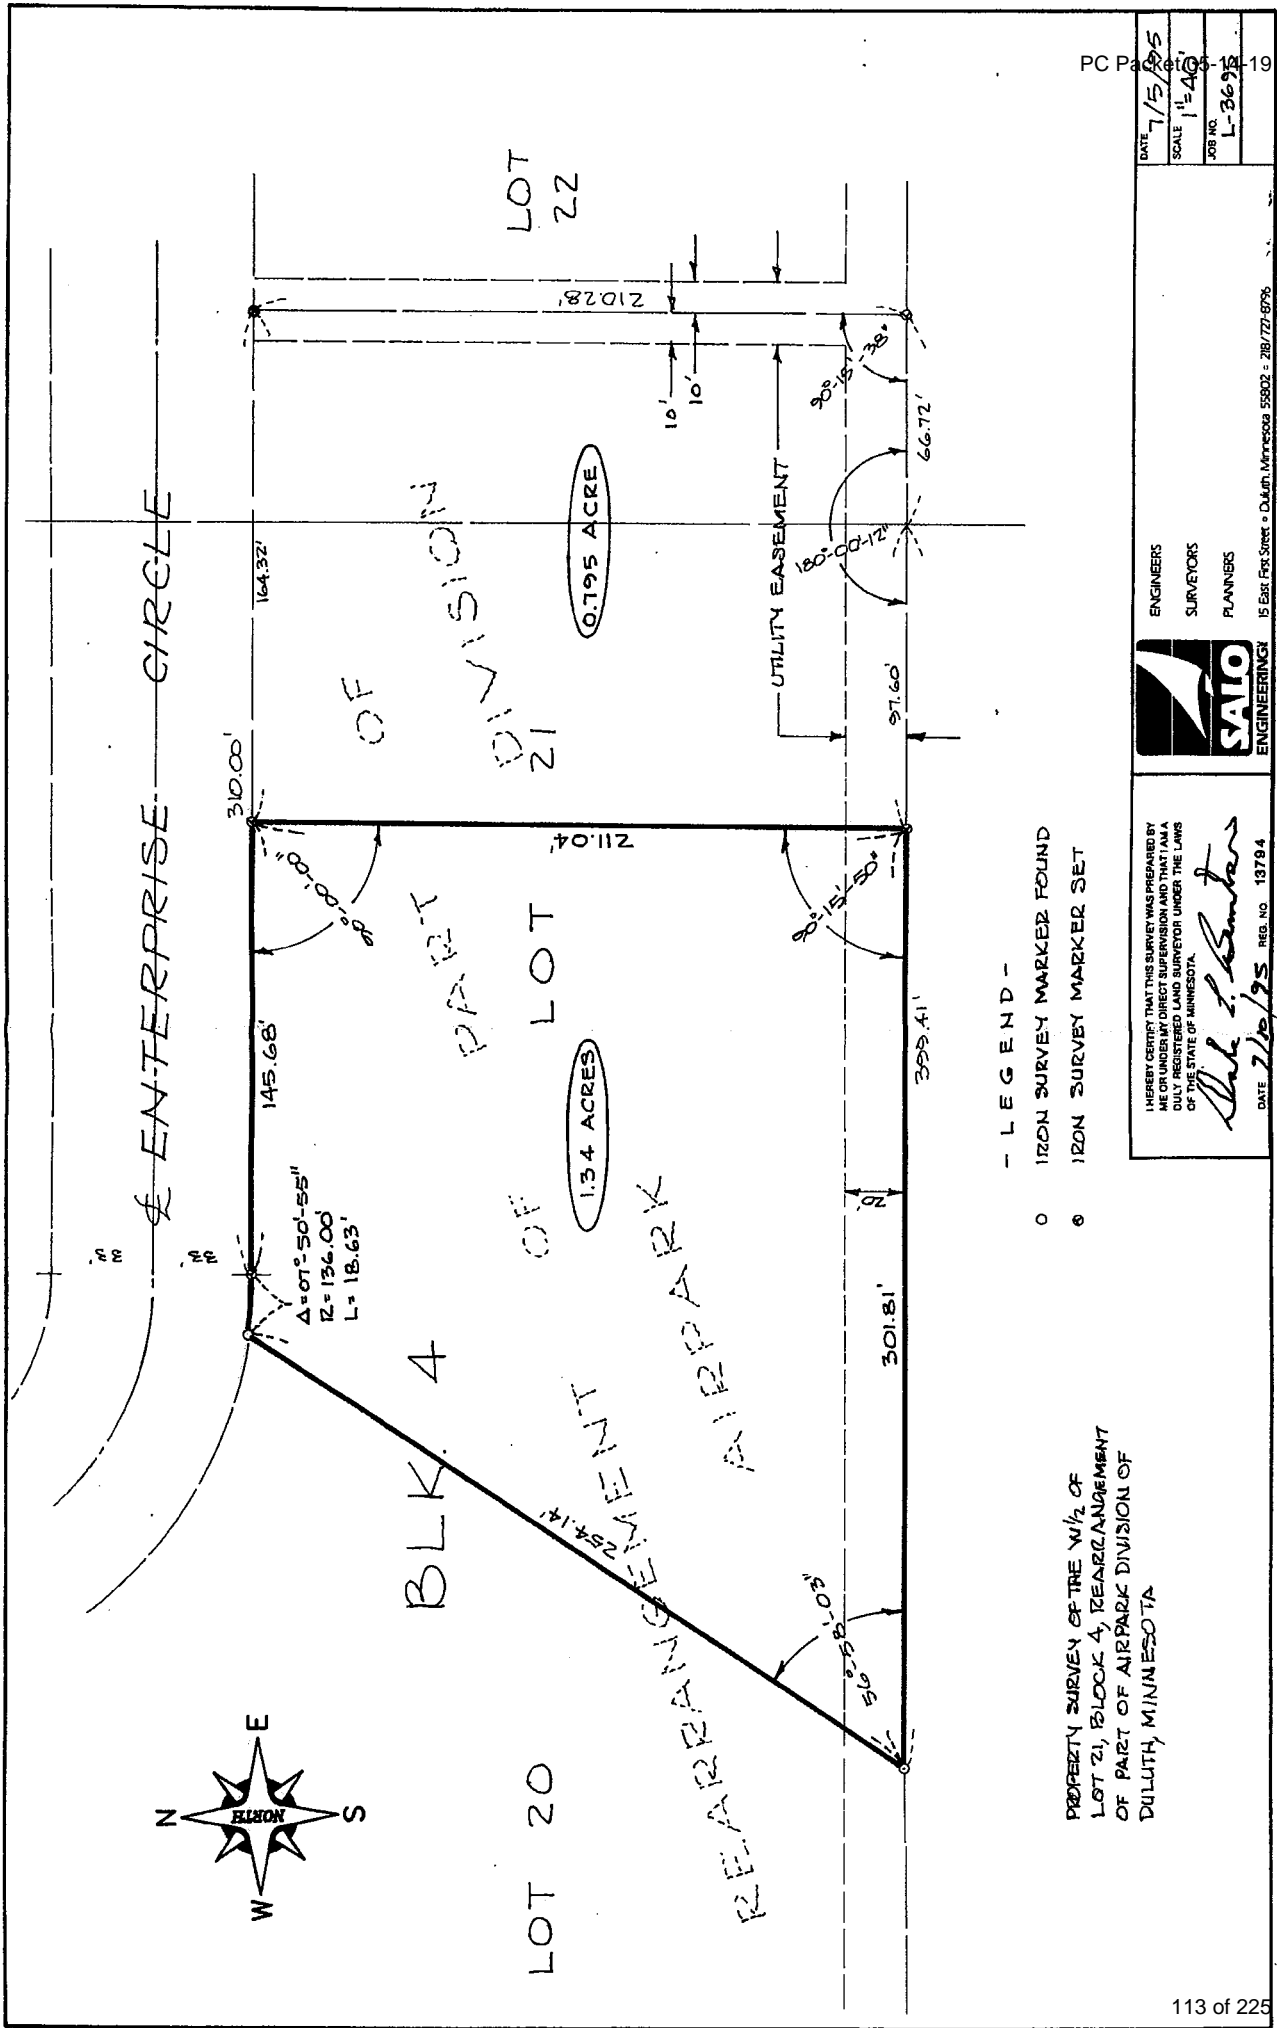 PC Packet 05-14-19
N
E
S
W
NORTH
℄ ENTERPRISE CIRCLE
33'
33'
Δ=07°-50'-55"
R=136.00'
L=18.63'
145.68'
310.00'
164.32'
90°-00'-00"
211.04'
90°-15'-50"
210.28'
90°-15'-38"
180°-00'-12"
66.72'
97.60'
399.41'
301.81'
56°-58'-03"
254.14'
20'
10'
10'
UTILITY EASEMENT
LOT 20
BLK. 4
LOT 21
LOT
22
1.34 ACRES
0.795 ACRE
REARRANGEMENT OF PART OF
AIRPARK DIVISION
- LEGEND -
○ IRON SURVEY MARKER FOUND
IRON SURVEY MARKER SET
PROPERTY SURVEY OF THE W/½ OF
LOT 21, BLOCK 4, REARRANGEMENT
OF PART OF AIRPARK DIVISION OF
DULUTH, MINNESOTA
I HEREBY CERTIFY THAT THIS SURVEY WAS PREPARED BY
ME OR UNDER MY DIRECT SUPERVISION AND THAT I AM A
DULY REGISTERED LAND SURVEYOR UNDER THE LAWS
OF THE STATE OF MINNESOTA.
DATE 7/10/95 REG. NO. 13794
SALO
ENGINEERING
ENGINEERS
SURVEYORS
PLANNERS
15 East First Street • Duluth, Minnesota 55802 • 218/727-8796
DATE
7/5/95
SCALE
1"=40'
JOB NO.
L-3695
113 of 225